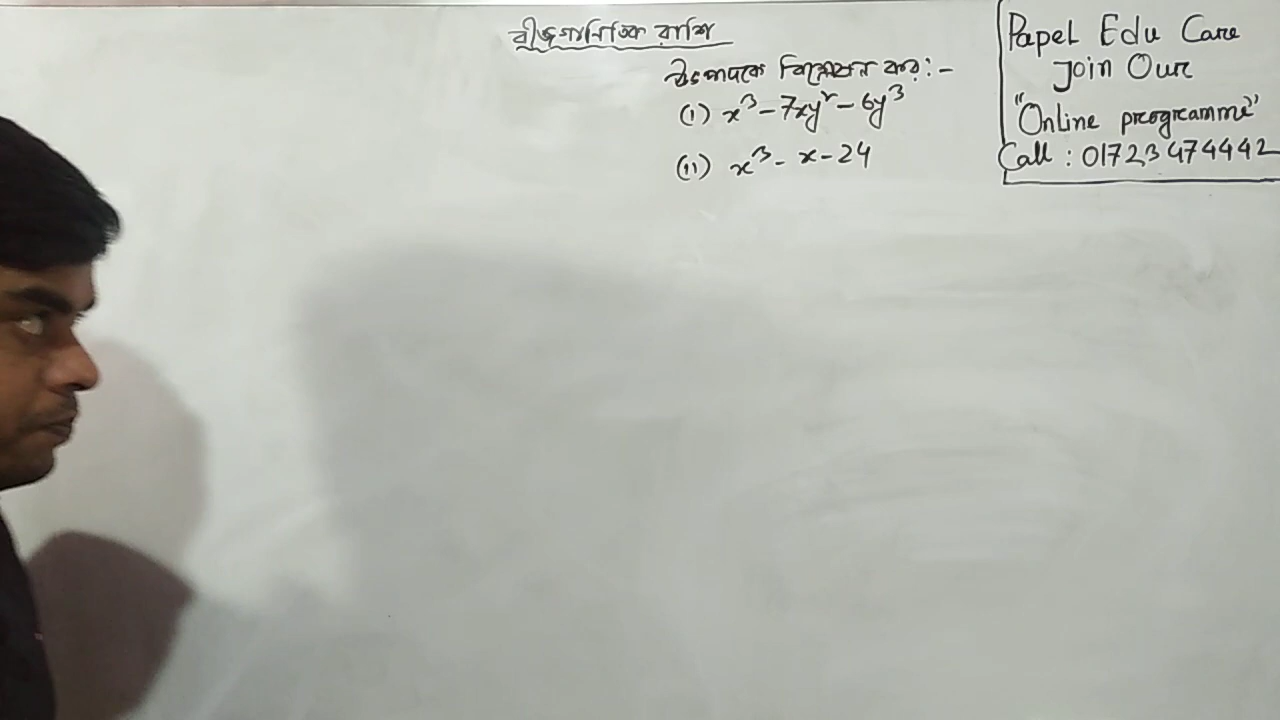 বীজগানিতিক রাশি
উৎপাদকে বিশ্লেষন কর:-
(i) x³ - 7xy² - 6y³
(ii) x³ - x - 24
Papel Edu Care
Join Our
"Online programme"
Call : 01723474442